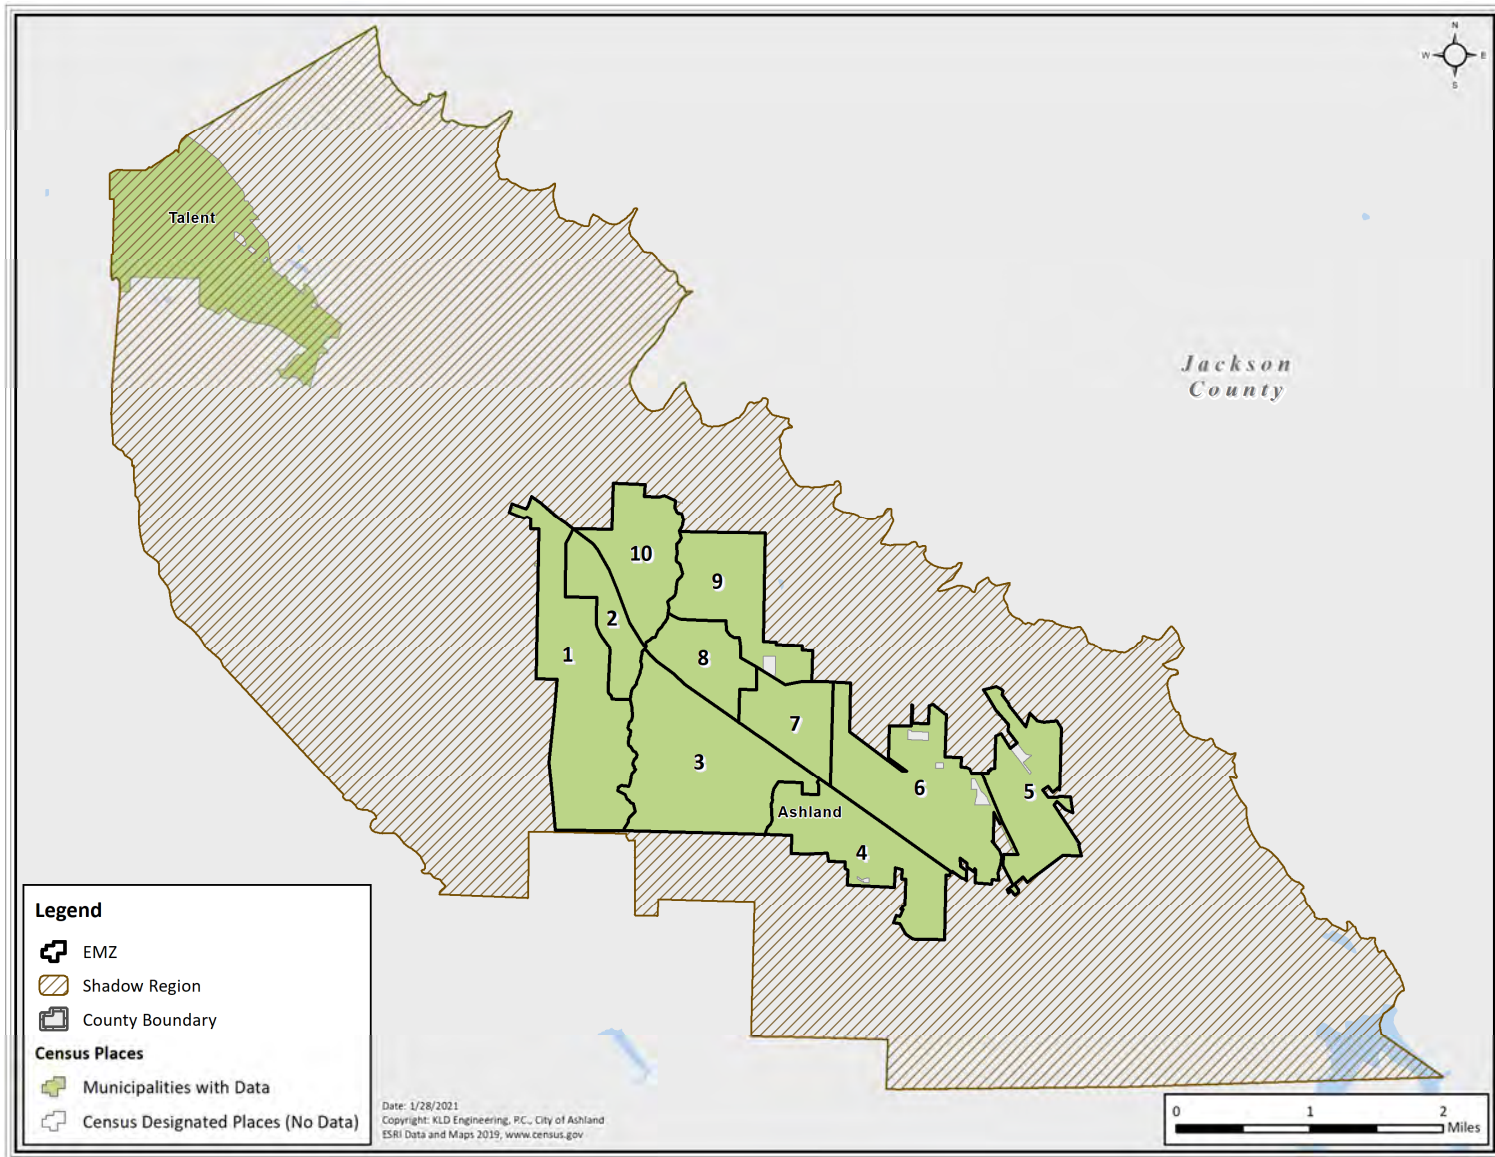 N
W E
S
Talent
Jackson
County
10
9
2
1
8
7
3
6
5
Ashland
4
Legend
EMZ
Shadow Region
County Boundary
Census Places
Municipalities with Data
Census Designated Places (No Data)
Date: 1/28/2021
Copyright: KLD Engineering, P.C., City of Ashland
ESRI Data and Maps 2019, www.census.gov
0 1 2
Miles